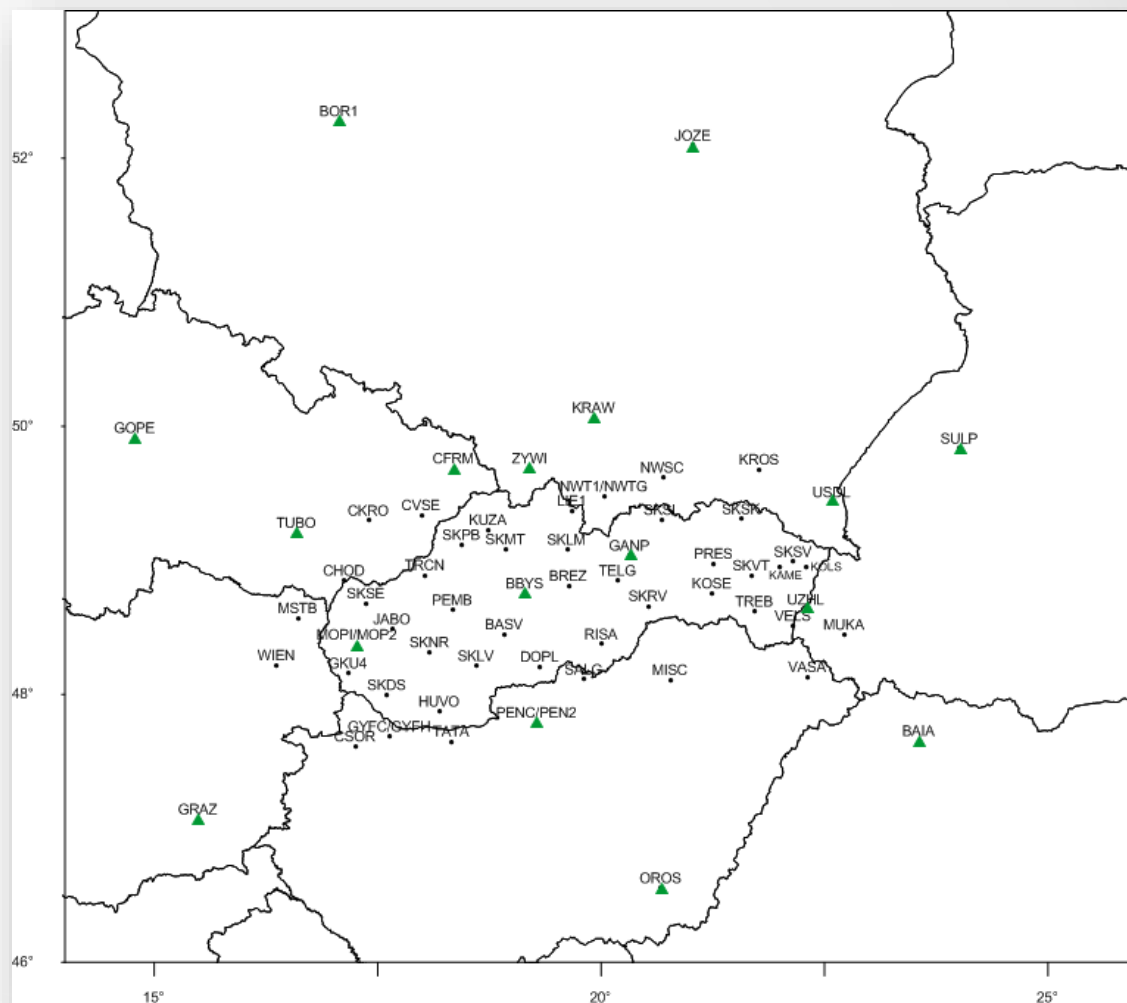 BOR1
JOZE
52°
KRAW
50°
GOPE
SULP
CFRM
ZYWI
KROS
NWSC
NWT1/NWTG
LIE1
USDL
CVSE
CKRO
SKSL
SKSK
KUZA
TUBO
SKPB
SKMT
SKLM
GANP
PRES
SKSV
SKVT
KAME
KOLS
CHOD
TRCN
BBYS
BREZ
TELG
KOSE
SKSE
PEMB
SKRV
TREB
UZHL
MSTB
JABO
MOPI/MOP2
BASV
RISA
VELS
MUKA
SKNR
WIEN
GKU4
SKLV
DOPL
SALG
MISC
VASA
48°
SKDS
HUVO
PENC/PEN2
GYFC/GYFH
CSOR
TATA
BAIA
GRAZ
OROS
46°
15°
20°
25°